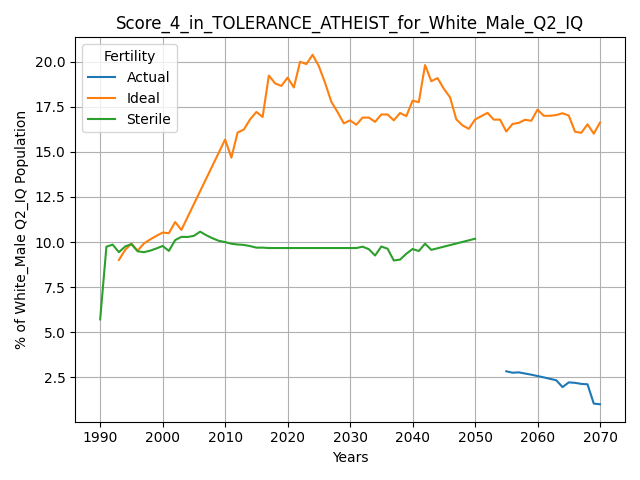 Score_4_in_TOLERANCE_ATHEIST_for_White_Male_Q2_IQ
Fertility
Actual
Ideal
Sterile
% of White_Male Q2_IQ Population
20.0
17.5
15.0
12.5
10.0
7.5
5.0
2.5
1990 2000 2010 2020 2030 2040 2050 2060 2070
Years